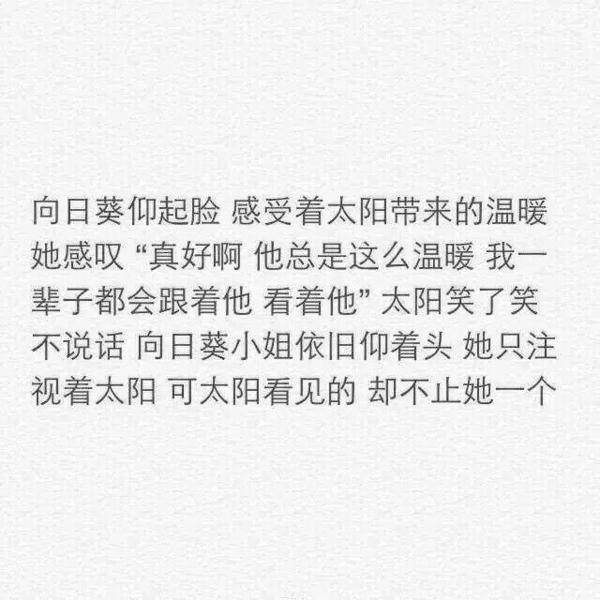 向日葵仰起脸 感受着太阳带来的温暖
她感叹 “真好啊 他总是这么温暖 我一
辈子都会跟着他 看着他” 太阳笑了笑
不说话 向日葵小姐依旧仰着头 她只注
视着太阳 可太阳看见的 却不止她一个